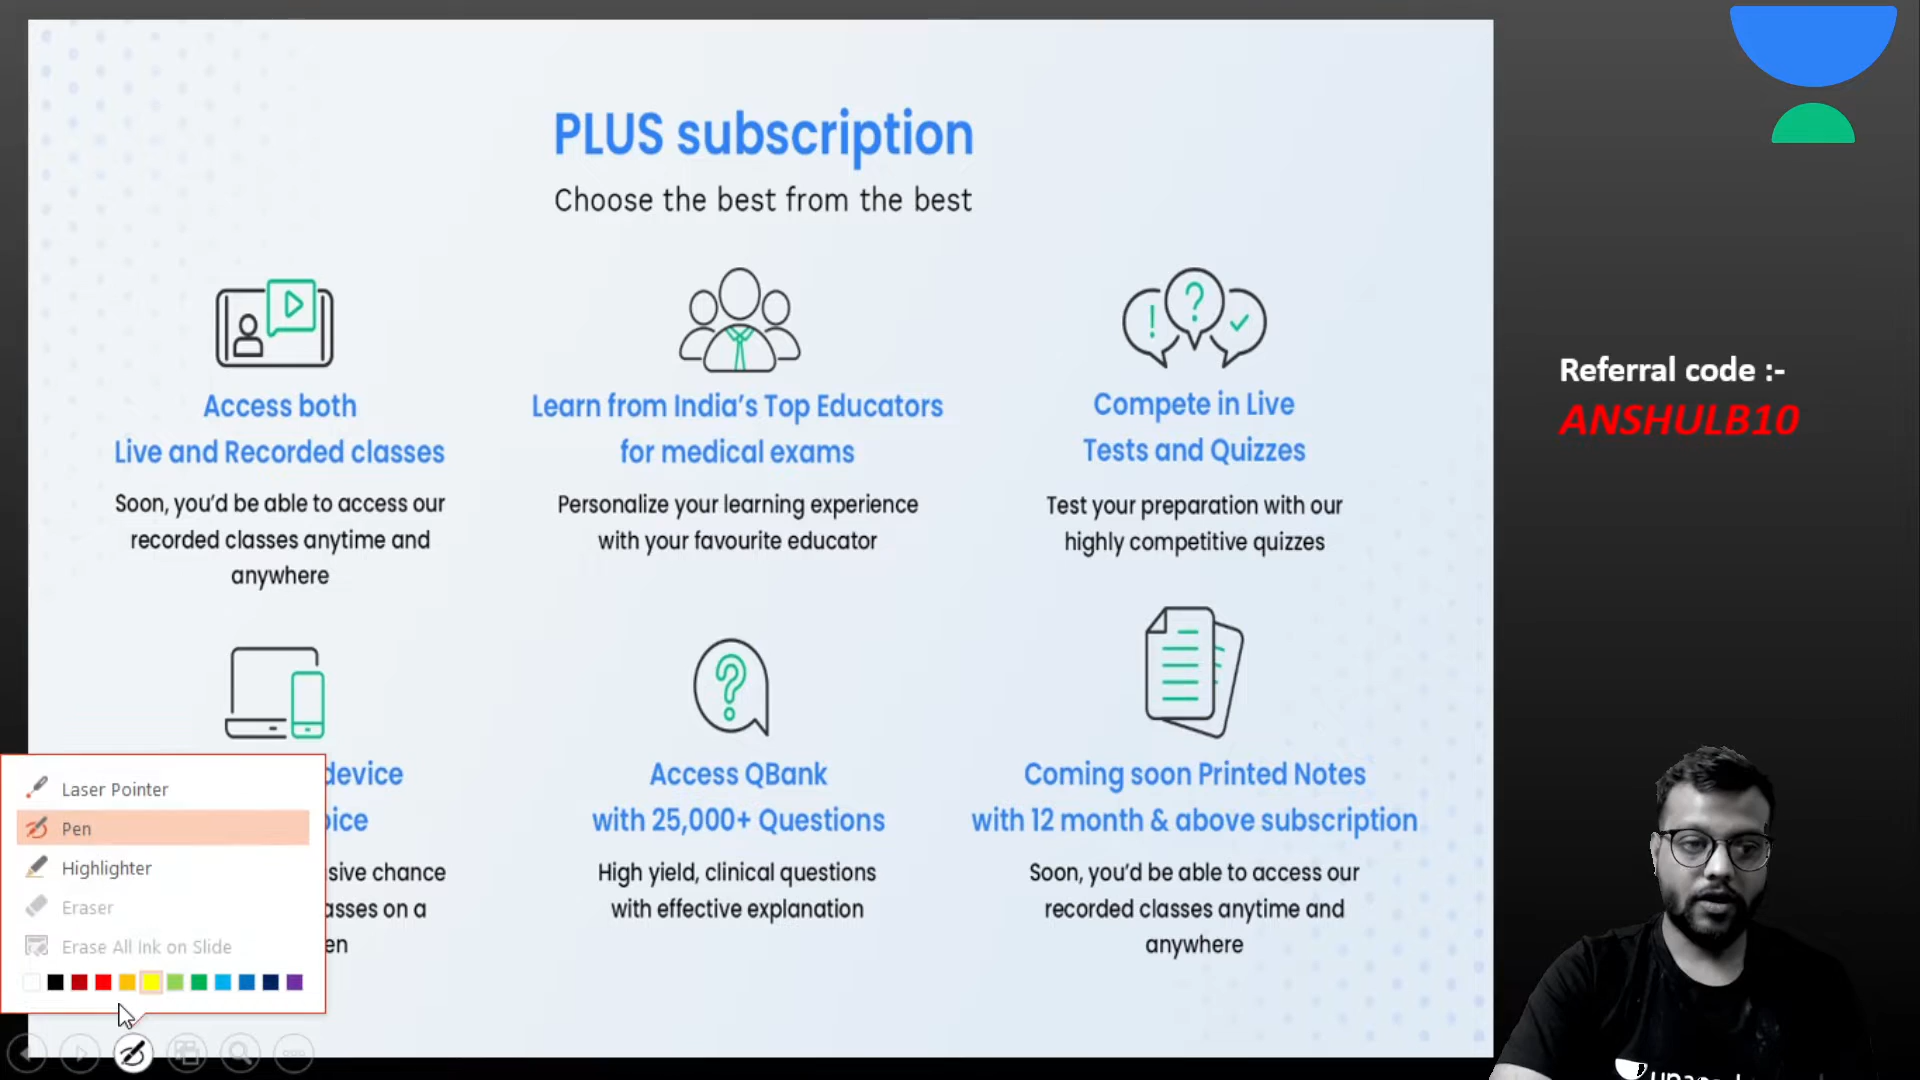 PLUS subscription
Choose the best from the best
Access both
Live and Recorded classes
Soon, you'd be able to access our
recorded classes anytime and
anywhere
Learn from India's Top Educators
for medical exams
Personalize your learning experience
with your favourite educator
Compete in Live
Tests and Quizzes
Test your preparation with our
highly competitive quizzes
device
sive chance
asses on a
Access QBank
with 25,000+ Questions
High yield, clinical questions
with effective explanation
Coming soon Printed Notes
with 12 month & above subscription
Soon, you'd be able to access our
recorded classes anytime and
anywhere
Laser Pointer
Pen
Highlighter
Eraser
Erase All Ink on Slide
Referral code :-
ANSHULB10